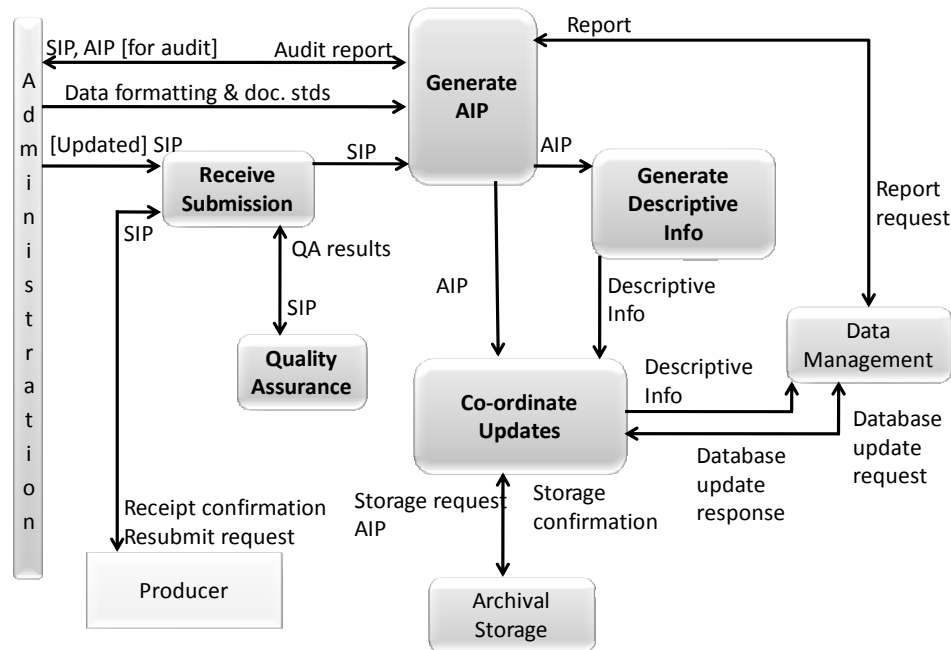 Administration
SIP, AIP [for audit]
Audit report
Data formatting & doc. stds
[Updated] SIP
SIP
Generate
AIP
Report
AIP
Receive
Submission
SIP
QA results
SIP
Quality
Assurance
Generate
Descriptive
Info
Report
request
AIP
Descriptive
Info
Data
Management
Co-ordinate
Updates
Descriptive
Info
Database
update
response
Database
update
request
Receipt confirmation
Resubmit request
Producer
Storage request
AIP
Storage
confirmation
Archival
Storage